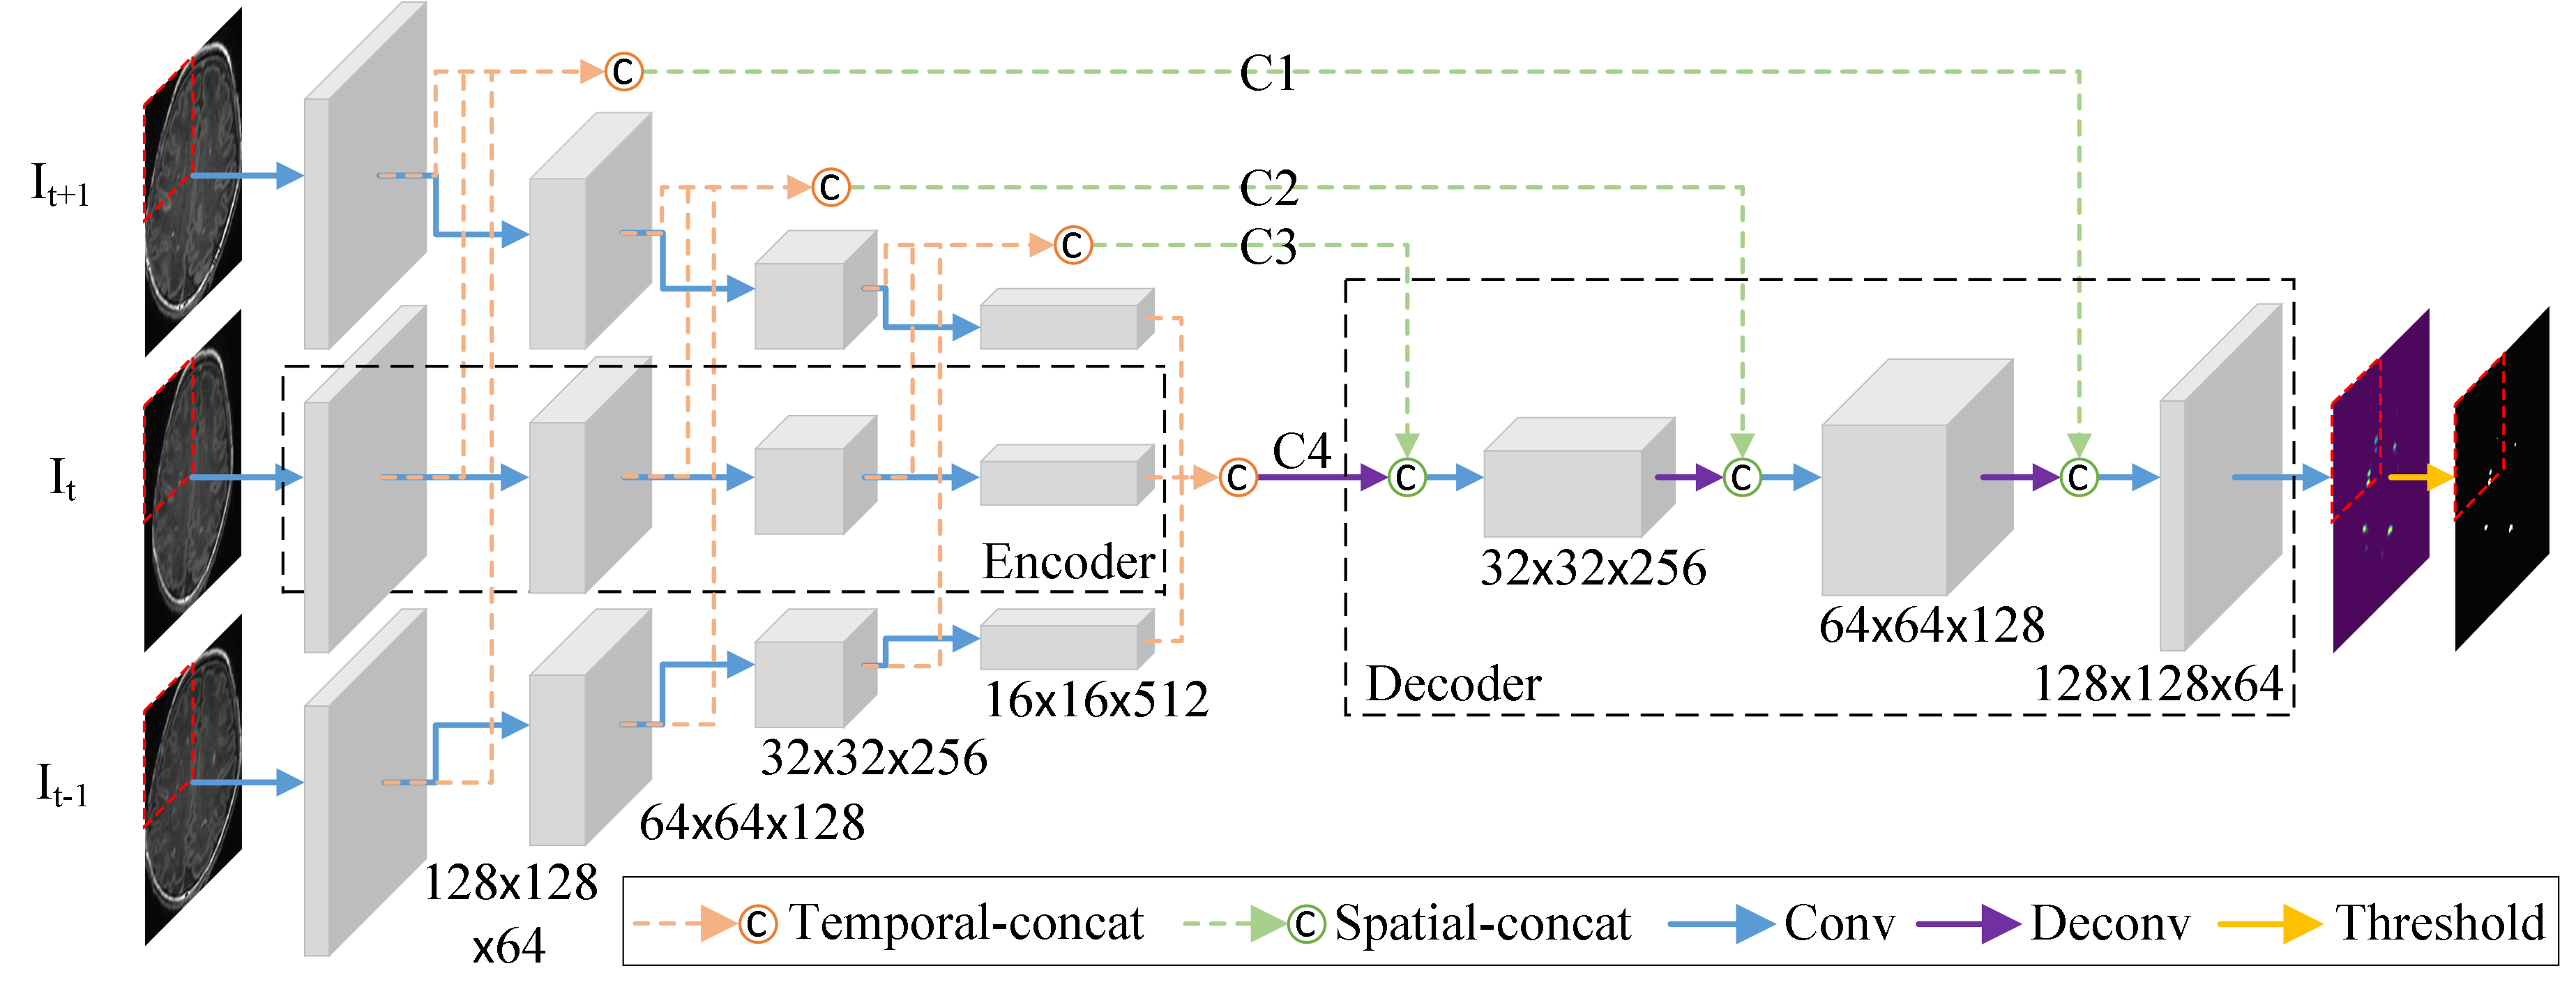 C1
C2
C3
I_{t+1}
I_t
I_{t-1}
C
C
C
C
C4
C
C
C
Encoder
Decoder
32x32x256
64x64x128
128x128x64
16x16x512
32x32x256
64x64x128
128x128
x64
C Temporal-concat
C Spatial-concat
Conv
Deconv
Threshold